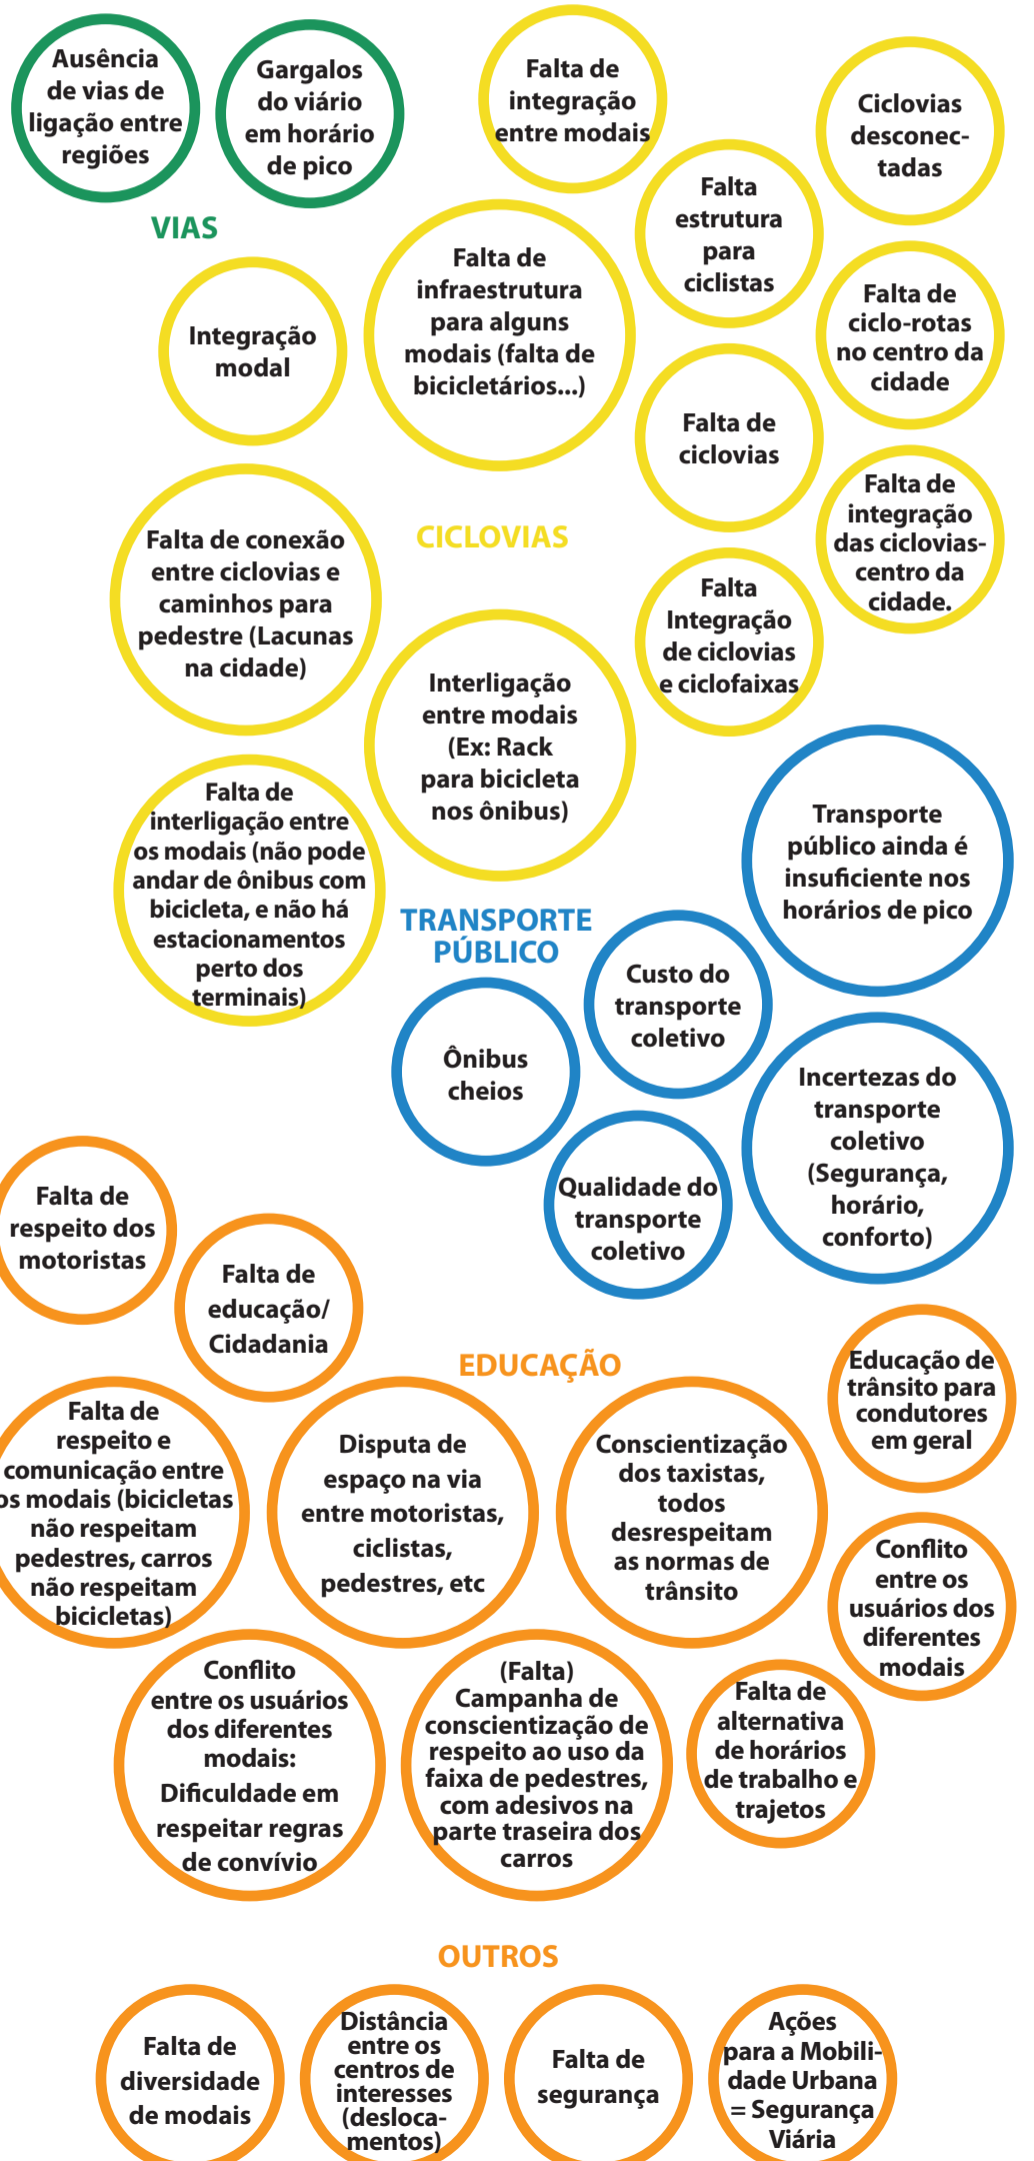 Ausência
de vias de
ligação entre
regiões
Gargalos
do viário
em horário
de pico
VIAS
Falta de
integração
entre modais
Ciclovias
desconec-
tadas
Falta
estrutura
para
ciclistas
Falta de
infraestrutura
para alguns
modais (falta de
bicicletários...)
Integração
modal
Falta de
ciclo-rotas
no centro da
cidade
Falta de
ciclovias
Falta de
integração
das ciclovias-
centro da
cidade.
CICLOVIAS
Falta de conexão
entre ciclovias e
caminhos para
pedestre (Lacunas
na cidade)
Falta
Integração
de ciclovias
e ciclofaixas
Interligação
entre modais
(Ex: Rack
para bicicleta
nos ônibus)
Falta de
interligação entre
os modais (não pode
andar de ônibus com
bicicleta, e não há
estacionamentos
perto dos
terminais)
TRANSPORTE
PÚBLICO
Transporte
público ainda é
insuficiente nos
horários de pico
Custo do
transporte
coletivo
Ônibus
cheios
Incertezas do
transporte
coletivo
(Segurança,
horário,
conforto)
Qualidade do
transporte
coletivo
Falta de
respeito dos
motoristas
Falta de
educação/
Cidadania
EDUCAÇÃO
Educação de
trânsito para
condutores
em geral
Falta de
respeito e
comunicação entre
os modais (bicicletas
não respeitam
pedestres, carros
não respeitam
bicicletas)
Disputa de
espaço na via
entre motoristas,
ciclistas,
pedestres, etc
Conscientização
dos taxistas,
todos
desrespeitam
as normas de
trânsito
Conflito
entre os
usuários dos
diferentes
modais
Conflito
entre os usuários
dos diferentes
modais:
Dificuldade em
respeitar regras
de convívio
(Falta)
Campanha de
conscientização de
respeito ao uso da
faixa de pedestres,
com adesivos na
parte traseira dos
carros
Falta de
alternativa
de horários
de trabalho e
trajetos
OUTROS
Falta de
diversidade
de modais
Distância
entre os
centros de
interesses
(desloca-
mentos)
Falta de
segurança
Ações
para a Mobili-
dade Urbana
= Segurança
Viária